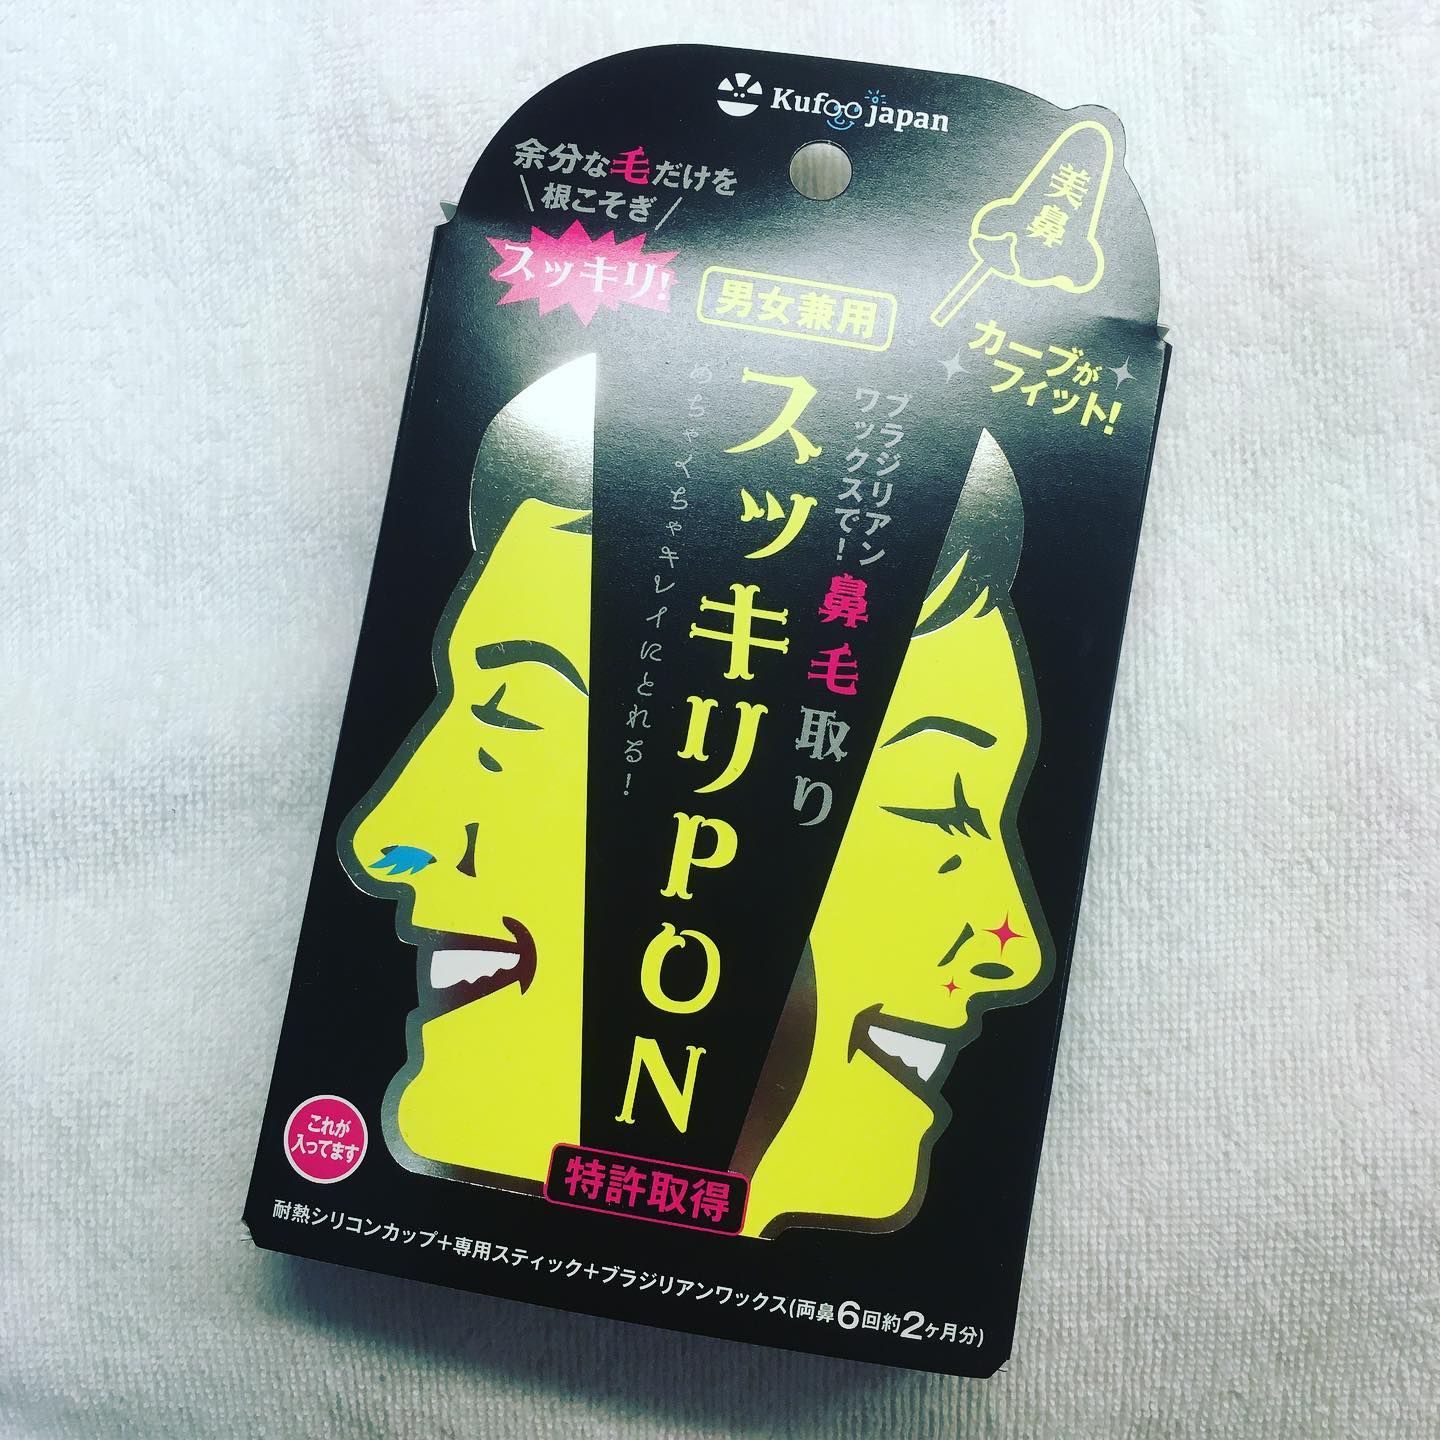 Kufoo japan
余分な毛だけを
根こそぎ
スッキリ!
美鼻
カーブが
フィット!
男女兼用
ブラジリアン
ワックスで!
鼻毛取り
スッキリPON
めちゃくちゃキレイにとれる!
特許取得
これが
入ってます
耐熱シリコンカップ+専用スティック+ブラジリアンワックス(両鼻6回約2ヶ月分)